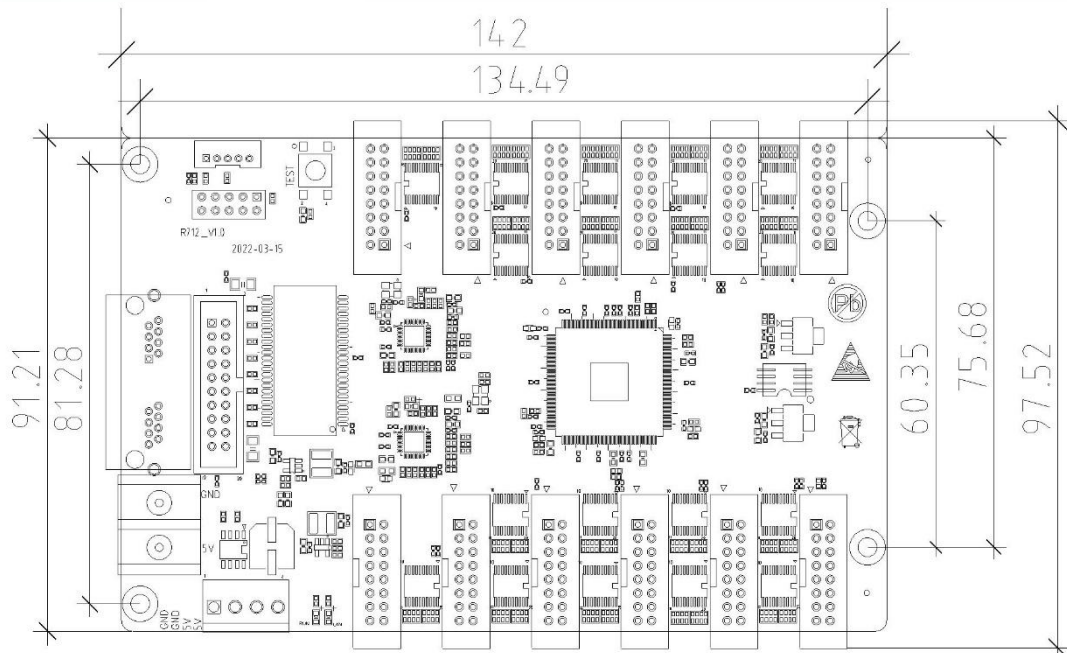 142
134.49
TEST
R712_V1.0
2022-03-15
Pb
91.21
81.28
60.35
75.68
97.52
GND
5V
GND
GND
5V
5V
RUN